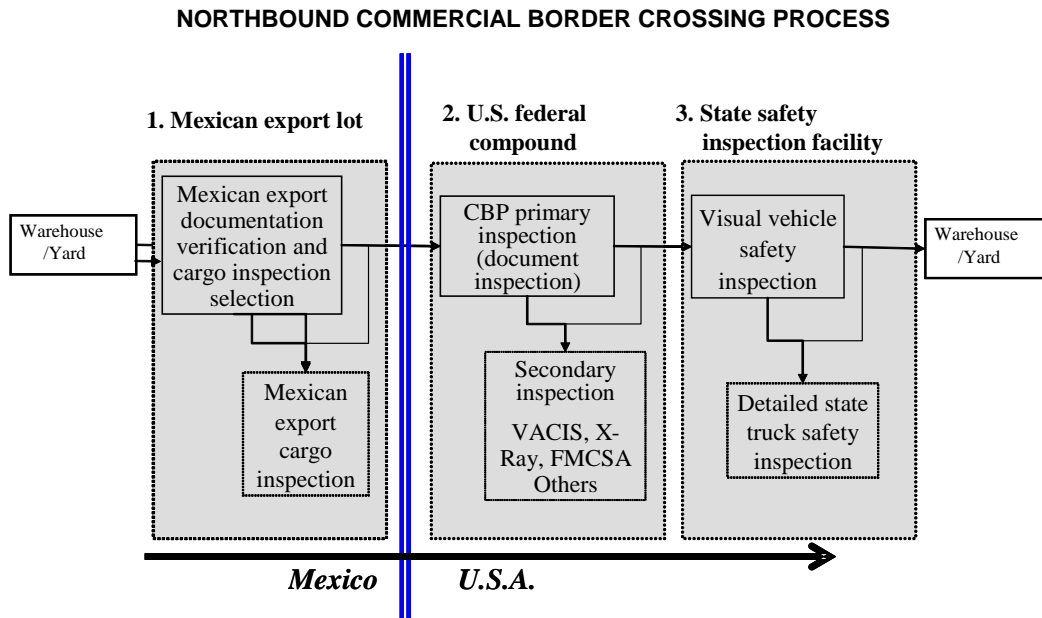 NORTHBOUND COMMERCIAL BORDER CROSSING PROCESS
1. Mexican export lot
2. U.S. federal
compound
3. State safety
inspection facility
Warehouse
/Yard
Mexican export
documentation
verification and
cargo inspection
selection
Mexican
export
cargo
inspection
CBP primary
inspection
(document
inspection)
Secondary
inspection
VACIS, X-
Ray, FMCSA
Others
Visual vehicle
safety
inspection
Detailed state
truck safety
inspection
Warehouse
/Yard
Mexico
U.S.A.